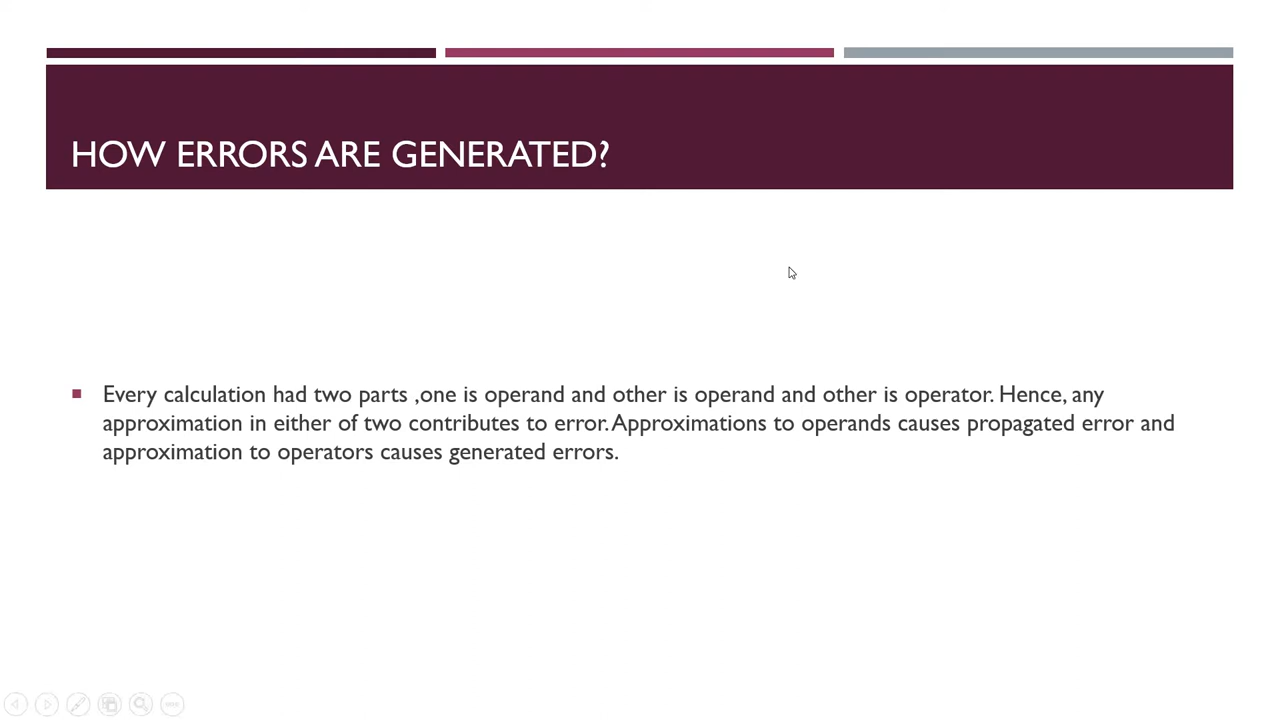 HOW ERRORS ARE GENERATED?
Every calculation had two parts ,one is operand and other is operand and other is operator. Hence, any
approximation in either of two contributes to error. Approximations to operands causes propagated error and
approximation to operators causes generated errors.